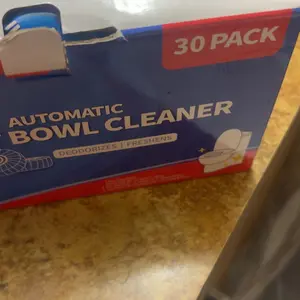 30 PACK
AUTOMATIC
BOWL CLEANER
DEODORIZES | FRESHENS